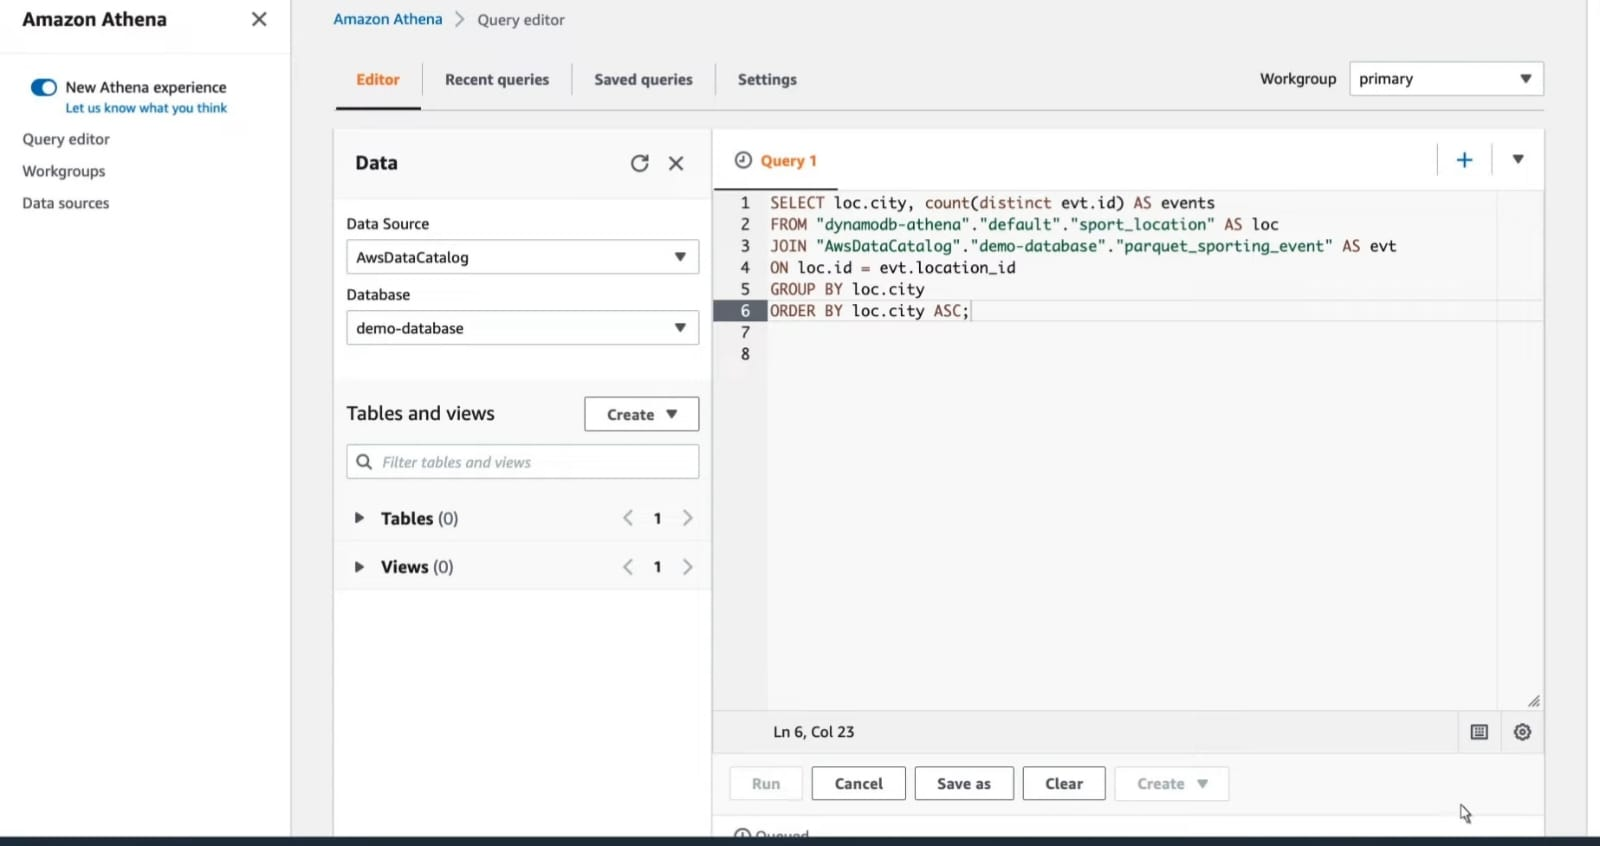 Amazon Athena
New Athena experience
Let us know what you think
Query editor
Workgroups
Data sources
Amazon Athena > Query editor
Editor
Recent queries
Saved queries
Settings
Workgroup
primary
Data
Data Source
AwsDataCatalog
Database
demo-database
Tables and views
Create
Filter tables and views
Tables (0)
< 1 >
Views (0)
< 1 >
Query 1
1 SELECT loc.city, count(distinct evt.id) AS events
2 FROM "dynamodb-athena"."default"."sport_location" AS loc
3 JOIN "AwsDataCatalog"."demo-database"."parquet_sporting_event" AS evt
4 ON loc.id = evt.location_id
5 GROUP BY loc.city
6 ORDER BY loc.city ASC;
7
8
Ln 6, Col 23
Run
Cancel
Save as
Clear
Create
Queued